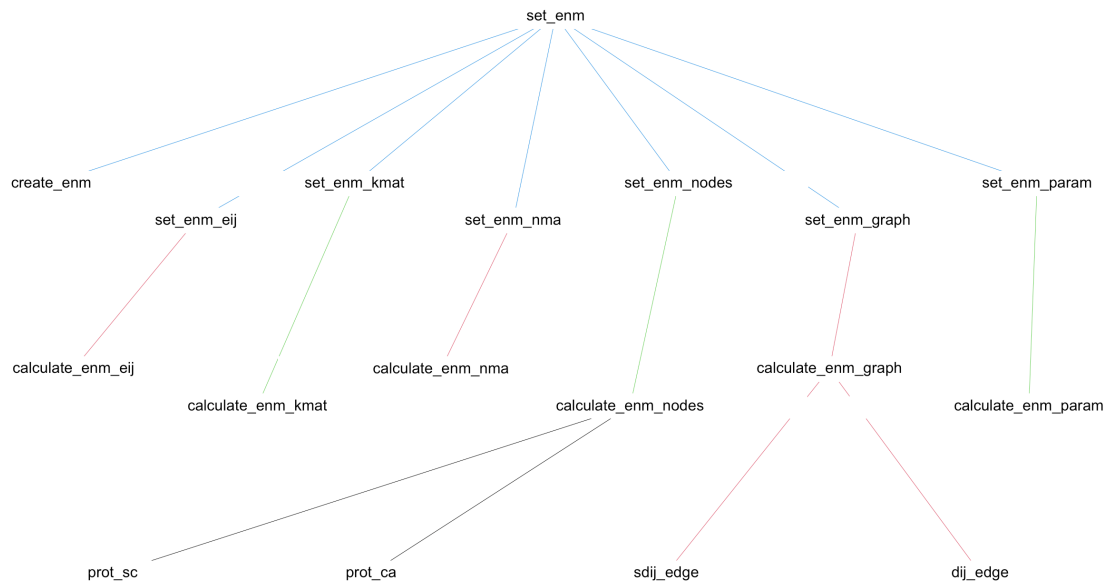 set_enm
create_enm
set_enm_kmat
set_enm_nodes
set_enm_param
set_enm_eij
set_enm_nma
set_enm_graph
calculate_enm_eij
calculate_enm_nma
calculate_enm_graph
calculate_enm_kmat
calculate_enm_nodes
calculate_enm_param
prot_sc
prot_ca
sdij_edge
dij_edge